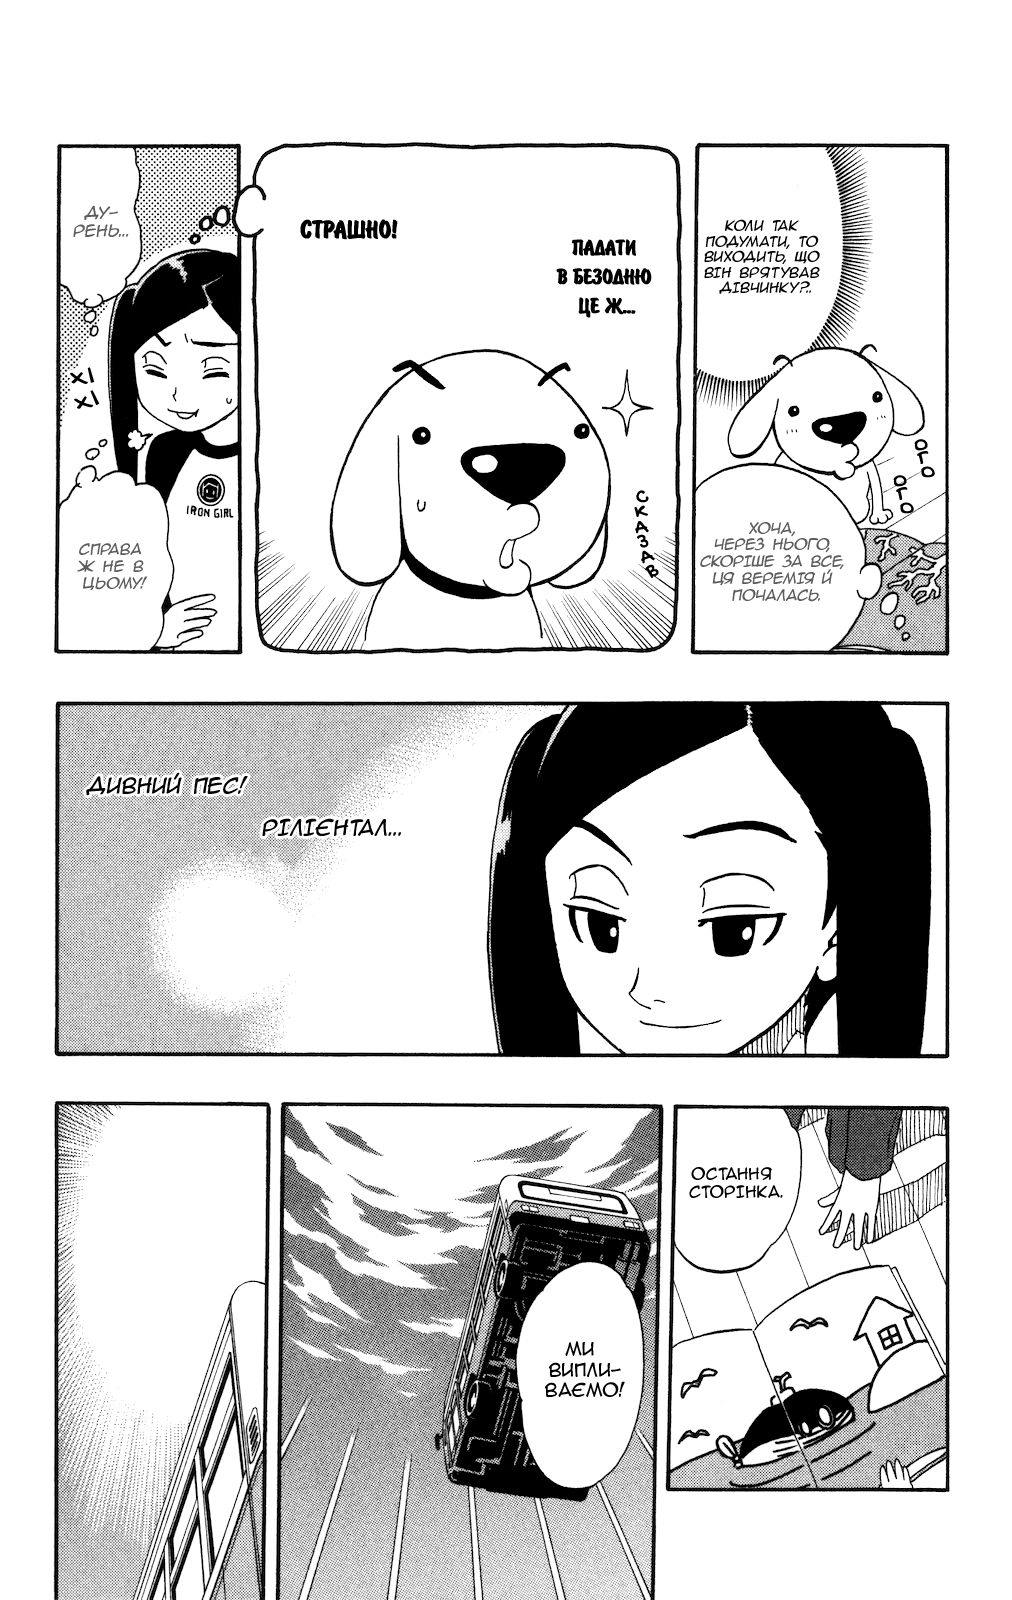 КОЛИ ТАК
ПОДУМАТИ, ТО
ВИХОДИТЬ, ЩО
ВІН ВРЯТУВАВ
ДІВЧИНКУ?..
ОГО
ОГО
ХОЧА,
ЧЕРЕЗ НЬОГО,
СКОРІШЕ ЗА ВСЕ,
ЦЯ ВЕРЕМІЯ Й
ПОЧАЛАСЬ.
ПАДАТИ
В БЕЗОДНЮ
ЦЕ Ж...
СТРАШНО!
СКАЗАВ
ДУ-
РЕНЬ...
ХІ
ХІ
IRON GIRL
СПРАВА
Ж НЕ В
ЦЬОМУ!
ДИВНИЙ ПЕС!
РІЛІЄНТАЛ...
ОСТАННЯ
СТОРІНКА.
МИ
ВИПЛИ-
ВАЄМО!